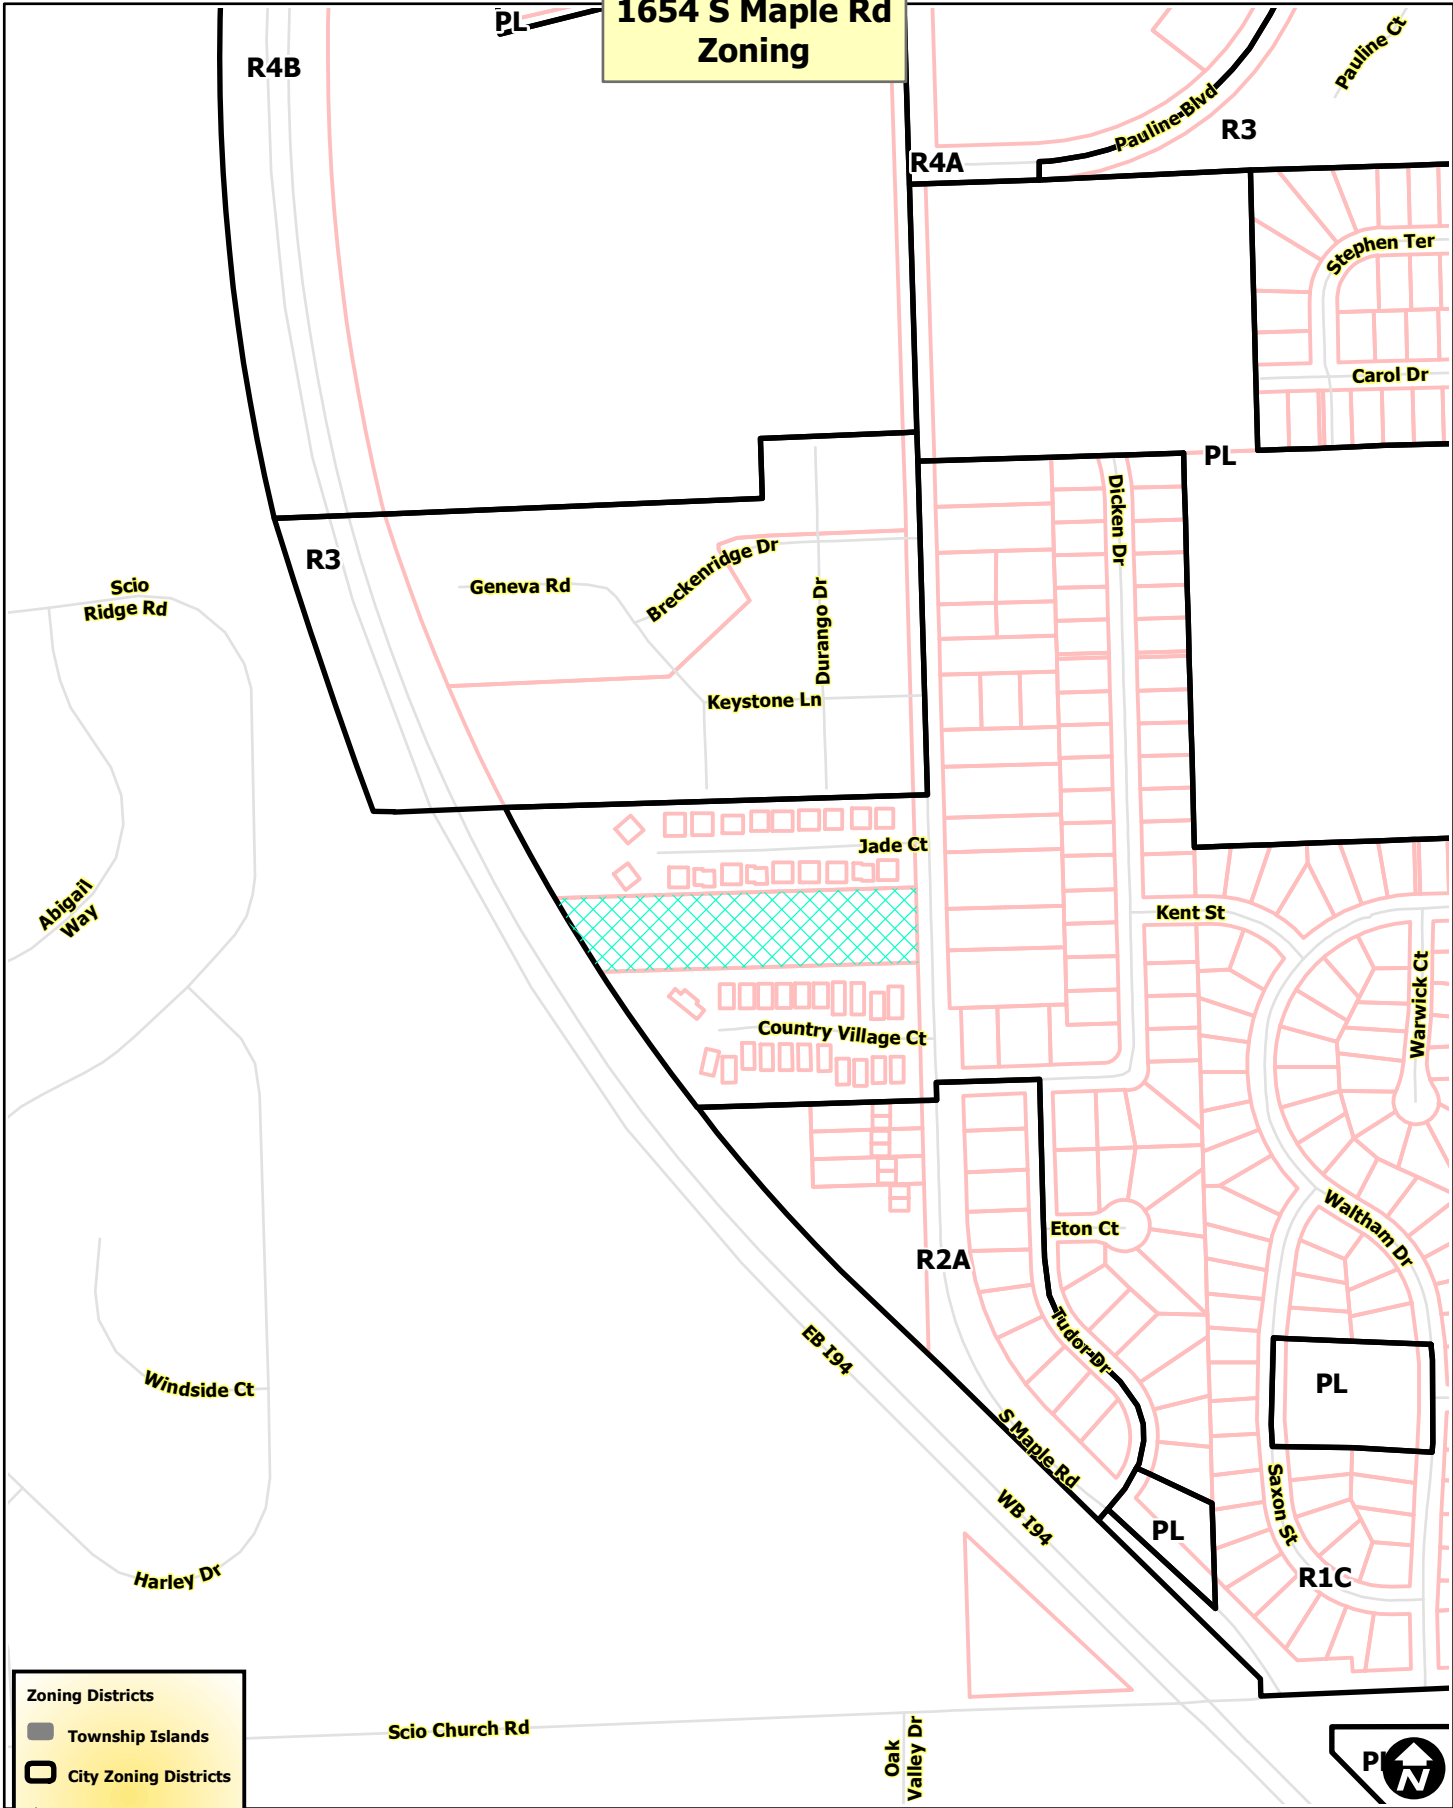 PL
1654 S Maple Rd
Zoning
Pauline Ct
R4B
Pauline Blvd
R3
R4A
Stephen Ter
Carol Dr
PL
Dicken Dr
R3
Scio
Ridge Rd
Geneva Rd
Breckenridge Dr
Durango Dr
Keystone Ln
Jade Ct
Abigail
Way
Kent St
Warwick Ct
Country Village Ct
Waltham Dr
Eton Ct
R2A
Tudor Dr
EB I94
Windside Ct
PL
S Maple Rd
Saxon St
WB I94
PL
Harley Dr
R1C
Zoning Districts
Township Islands
City Zoning Districts
Scio Church Rd
Oak
Valley Dr
PL
N